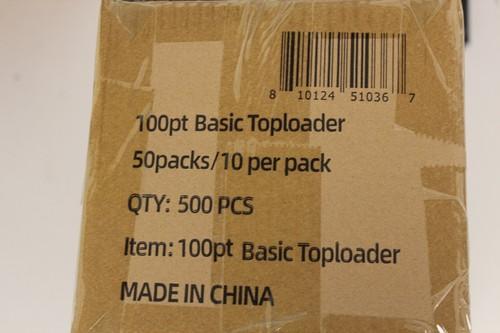 8 10124 51036 7
100pt Basic Toploader
50packs/10 per pack
QTY: 500 PCS
Item: 100pt Basic Toploader
MADE IN CHINA